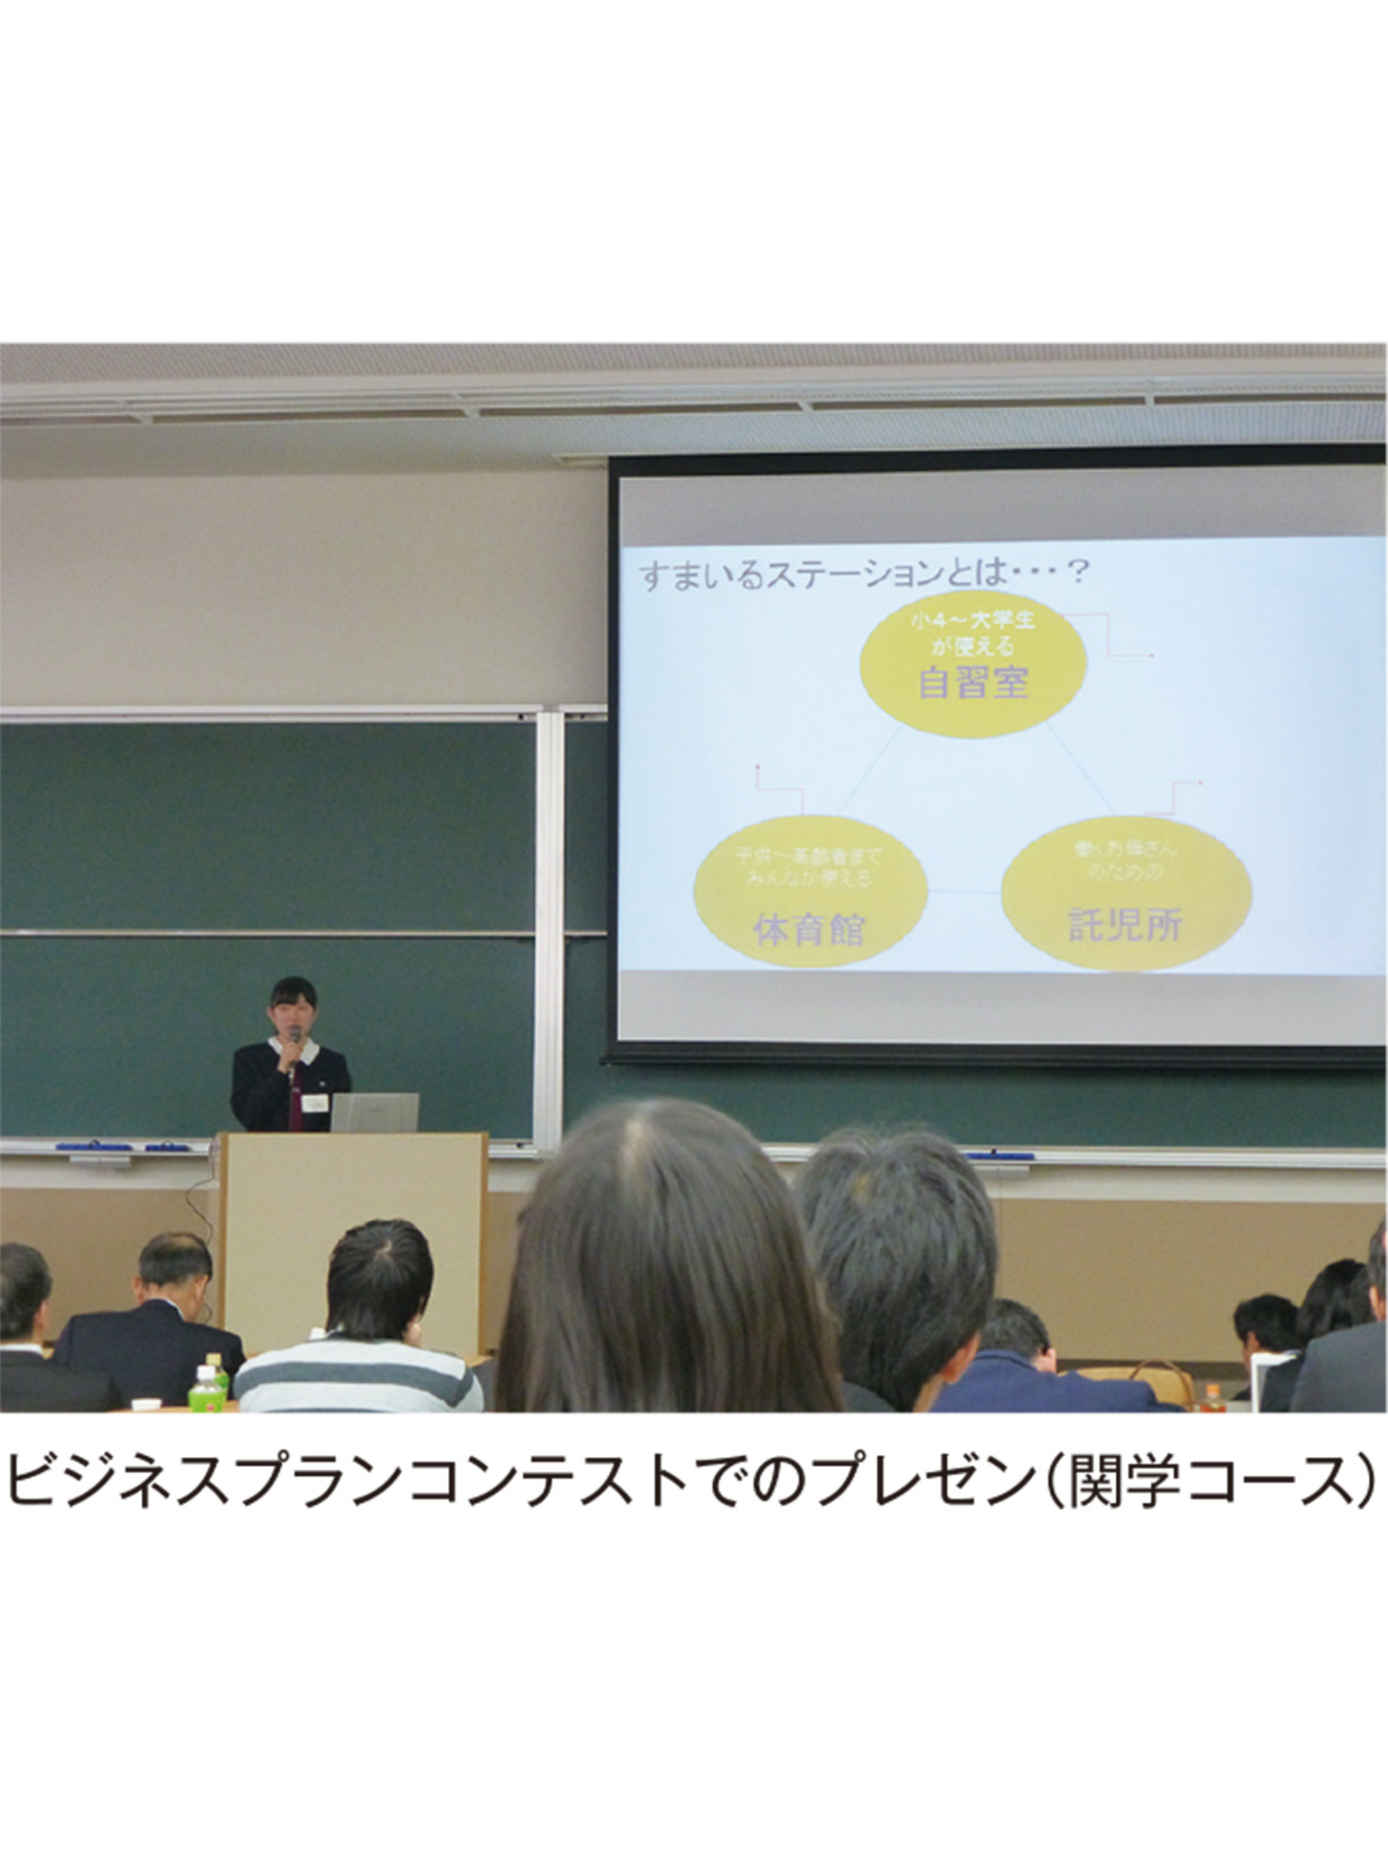 すまいるステーションとは・・・？
小4～大学生
が使える
自習室
子供～高齢者まで
みんなが使える
体育館
働くお母さん
のための
託児所
ビジネスプランコンテストでのプレゼン（関学コース）